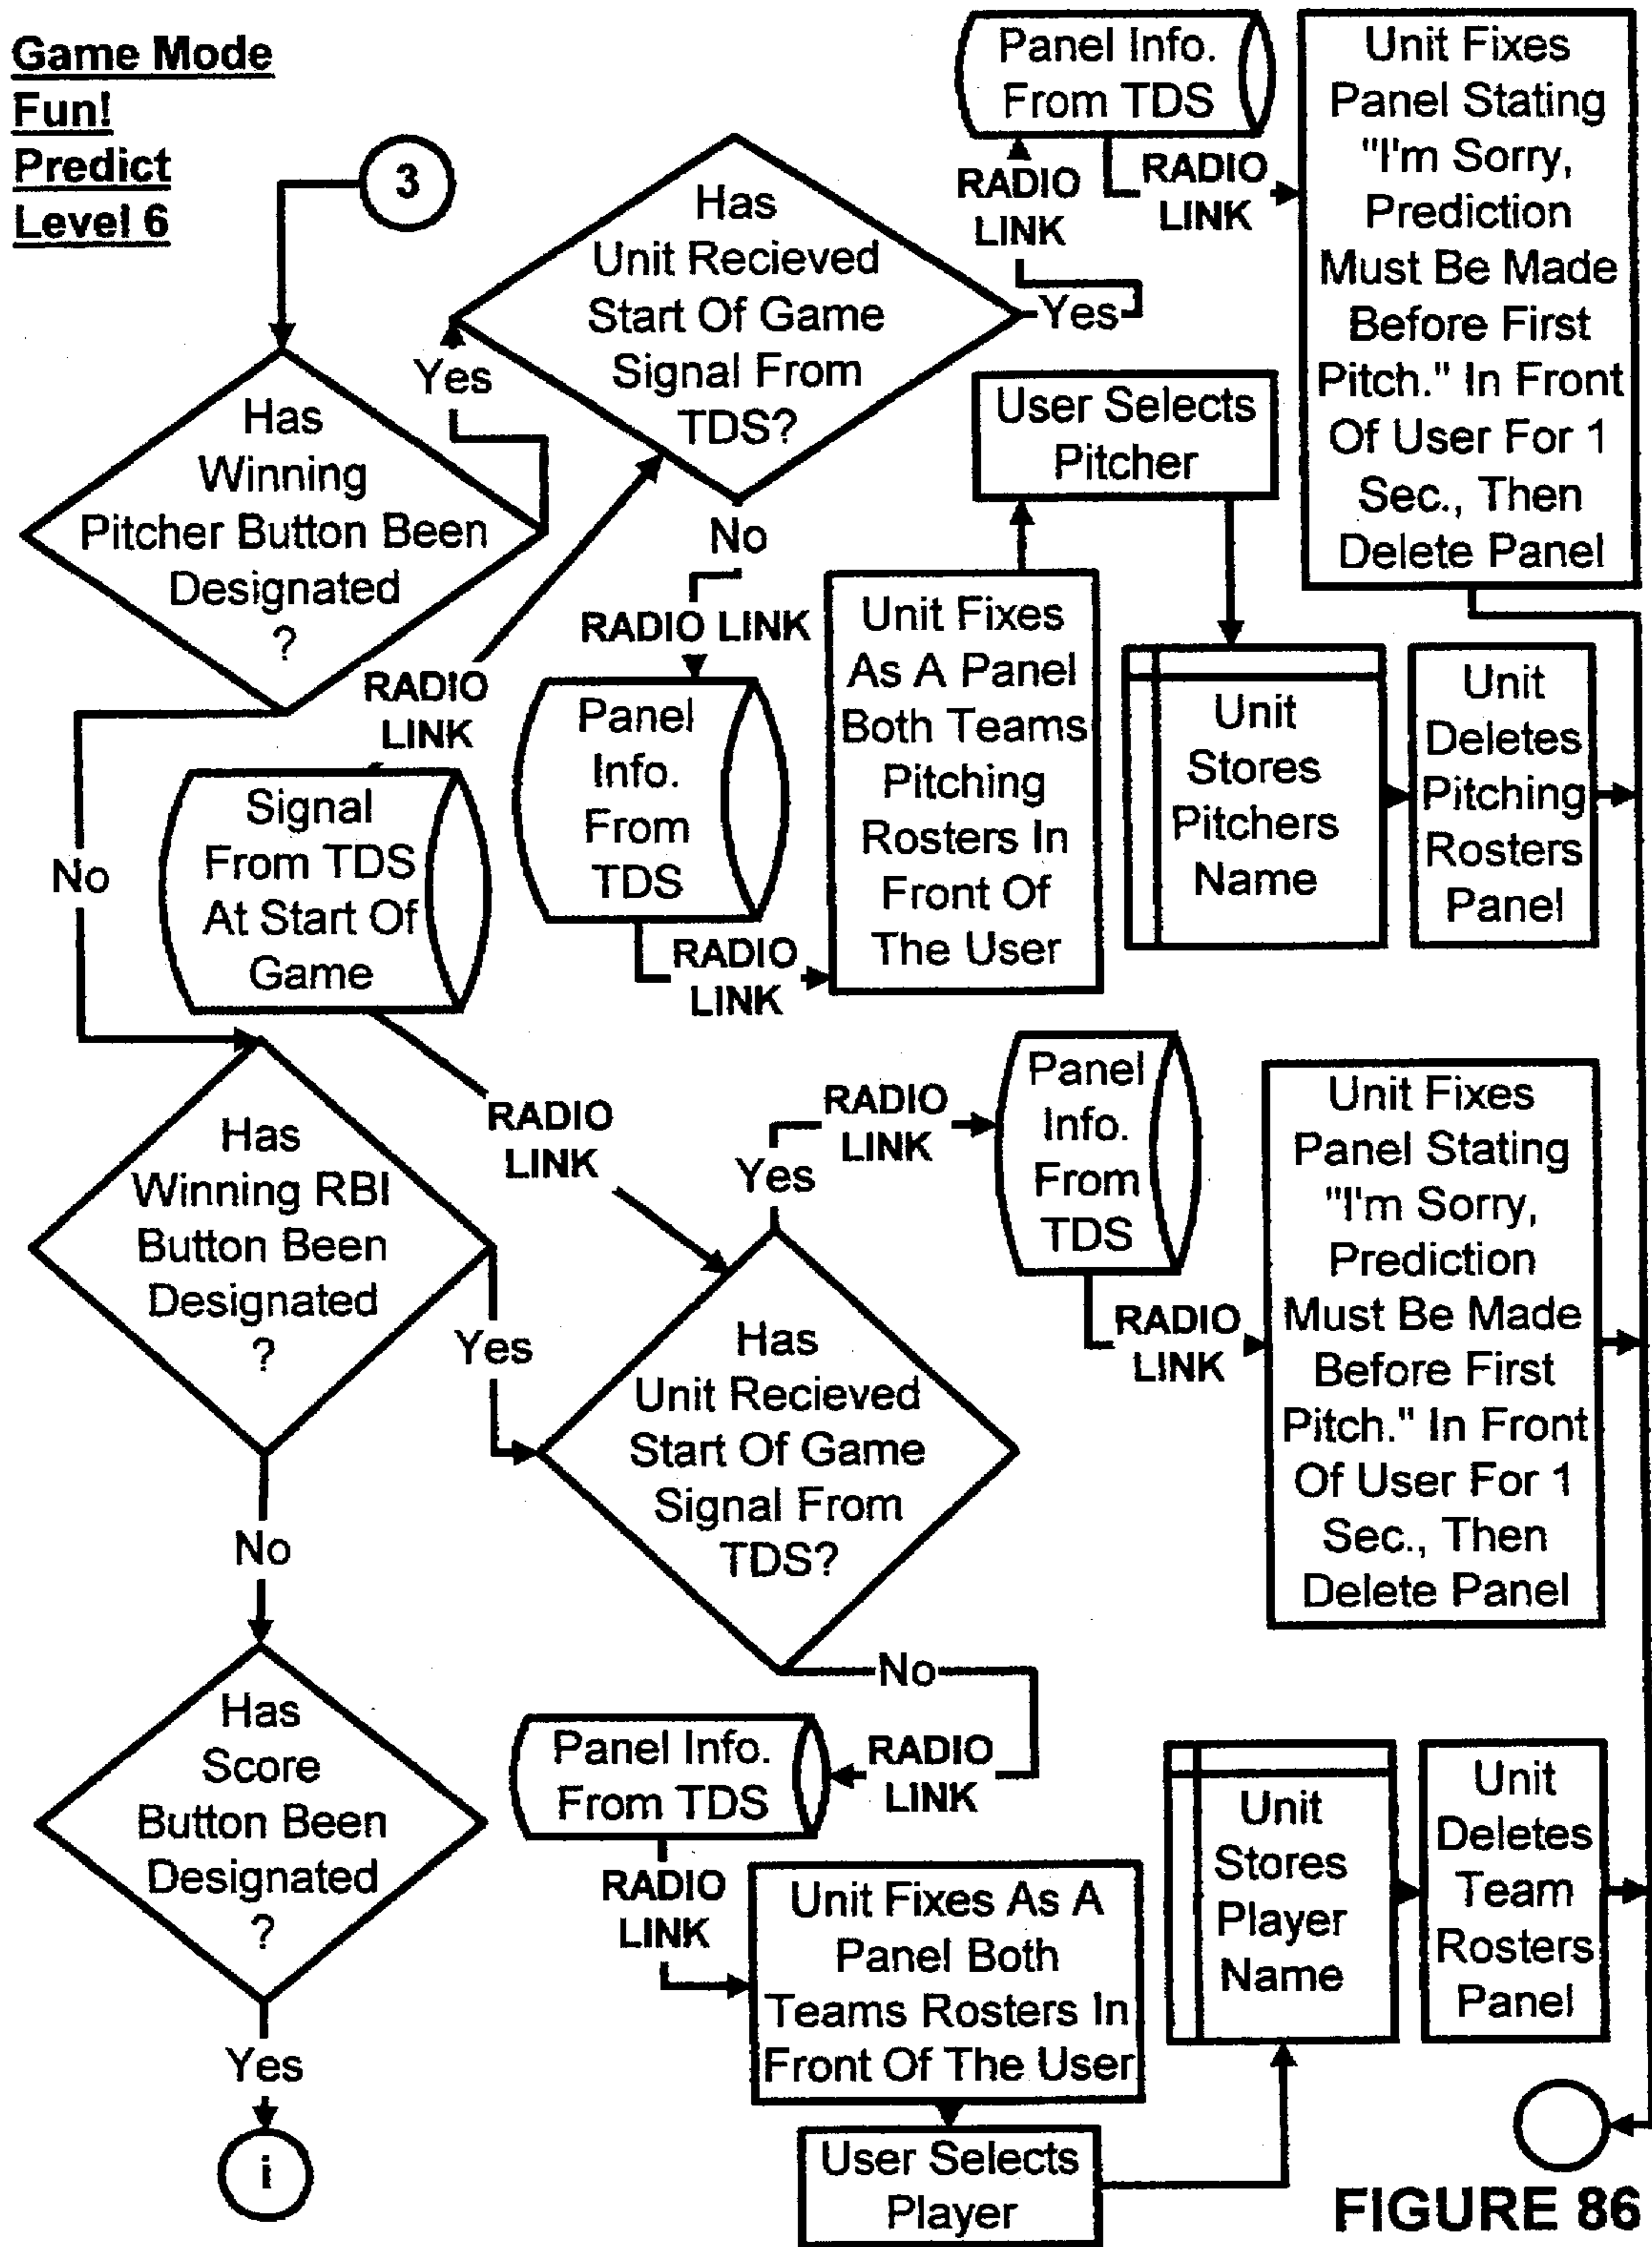 Game Mode
Fun!
Predict
Level 6
3
Has
Winning
Pitcher Button Been
Designated
?
Yes
No
Has
Unit Recieved
Start Of Game
Signal From
TDS?
Yes
No
RADIO
LINK
Panel Info.
From TDS
RADIO
LINK
Unit Fixes
Panel Stating
"I'm Sorry,
Prediction
Must Be Made
Before First
Pitch." In Front
Of User For 1
Sec., Then
Delete Panel
RADIO LINK
Panel
Info.
From
TDS
RADIO
LINK
Unit Fixes
As A Panel
Both Teams
Pitching
Rosters In
Front Of
The User
User Selects
Pitcher
Unit
Stores
Pitchers
Name
Unit
Deletes
Pitching
Rosters
Panel
RADIO
LINK
Signal
From TDS
At Start Of
Game
RADIO
LINK
Has
Winning RBI
Button Been
Designated
?
Yes
No
Has
Unit Recieved
Start Of Game
Signal From
TDS?
Yes
RADIO
LINK
Panel
Info.
From
TDS
RADIO
LINK
Unit Fixes
Panel Stating
"I'm Sorry,
Prediction
Must Be Made
Before First
Pitch." In Front
Of User For 1
Sec., Then
Delete Panel
No
RADIO
LINK
Panel Info.
From TDS
RADIO
LINK
Unit Fixes As A
Panel Both
Teams Rosters In
Front Of The User
User Selects
Player
Unit
Stores
Player
Name
Unit
Deletes
Team
Rosters
Panel
Has
Score
Button Been
Designated
?
Yes
i
FIGURE 86